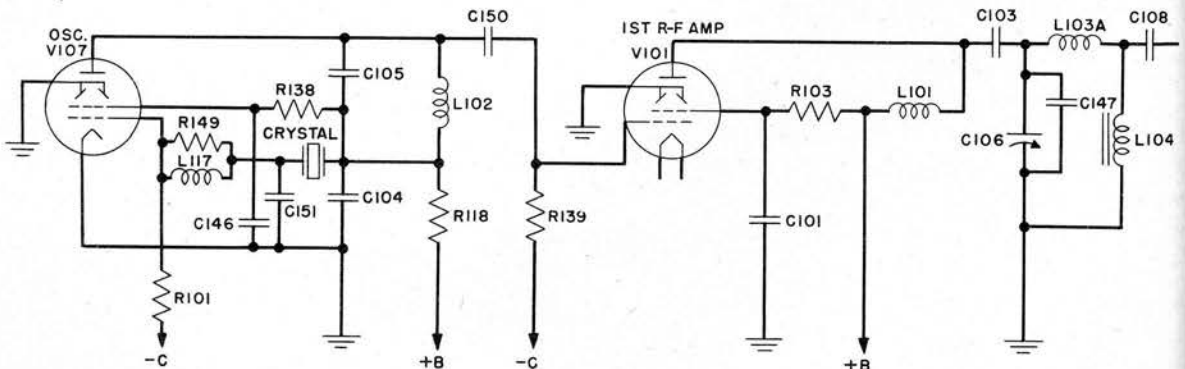 OSC.
V107
C150
1ST R-F AMP
V101
C103
L103A
C108
C105
L102
R138
CRYSTAL
R149
L117
R103
L101
C147
C106
L104
C104
C151
C146
R118
R139
C101
R101
-C
+B
-C
+B